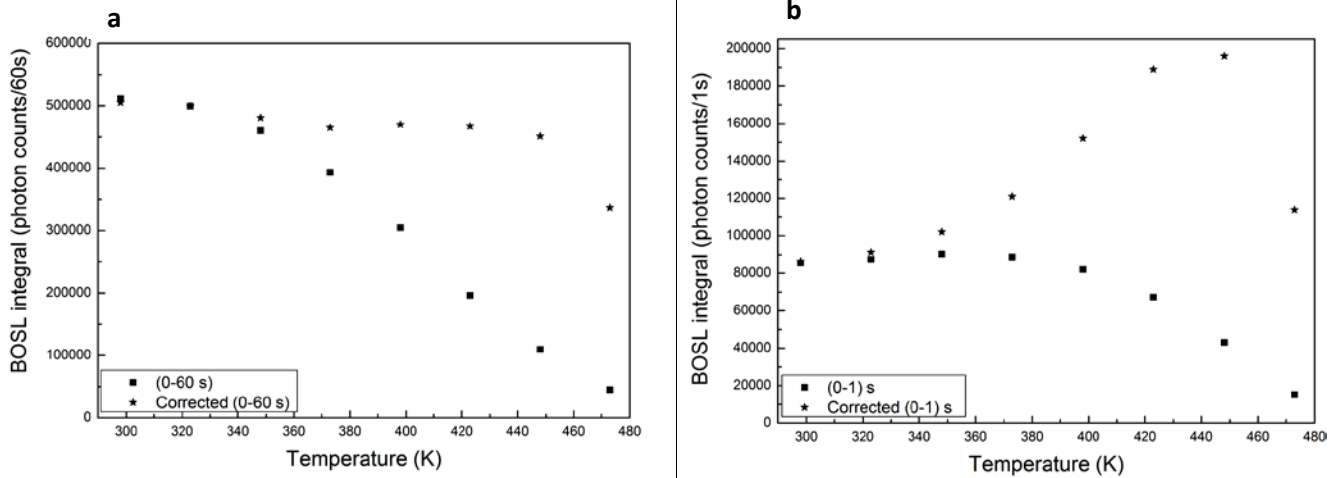 a
BOSL integral (photon counts/60s)
600000
500000
400000
300000
200000
100000
0
(0-60 s)
Corrected (0-60 s)
300 320 340 360 380 400 420 440 460 480
Temperature (K)
b
BOSL integral (photon counts/1s)
200000
180000
160000
140000
120000
100000
80000
60000
40000
20000
0
(0-1) s
Corrected (0-1) s
300 320 340 360 380 400 420 440 460 480
Temperature (K)